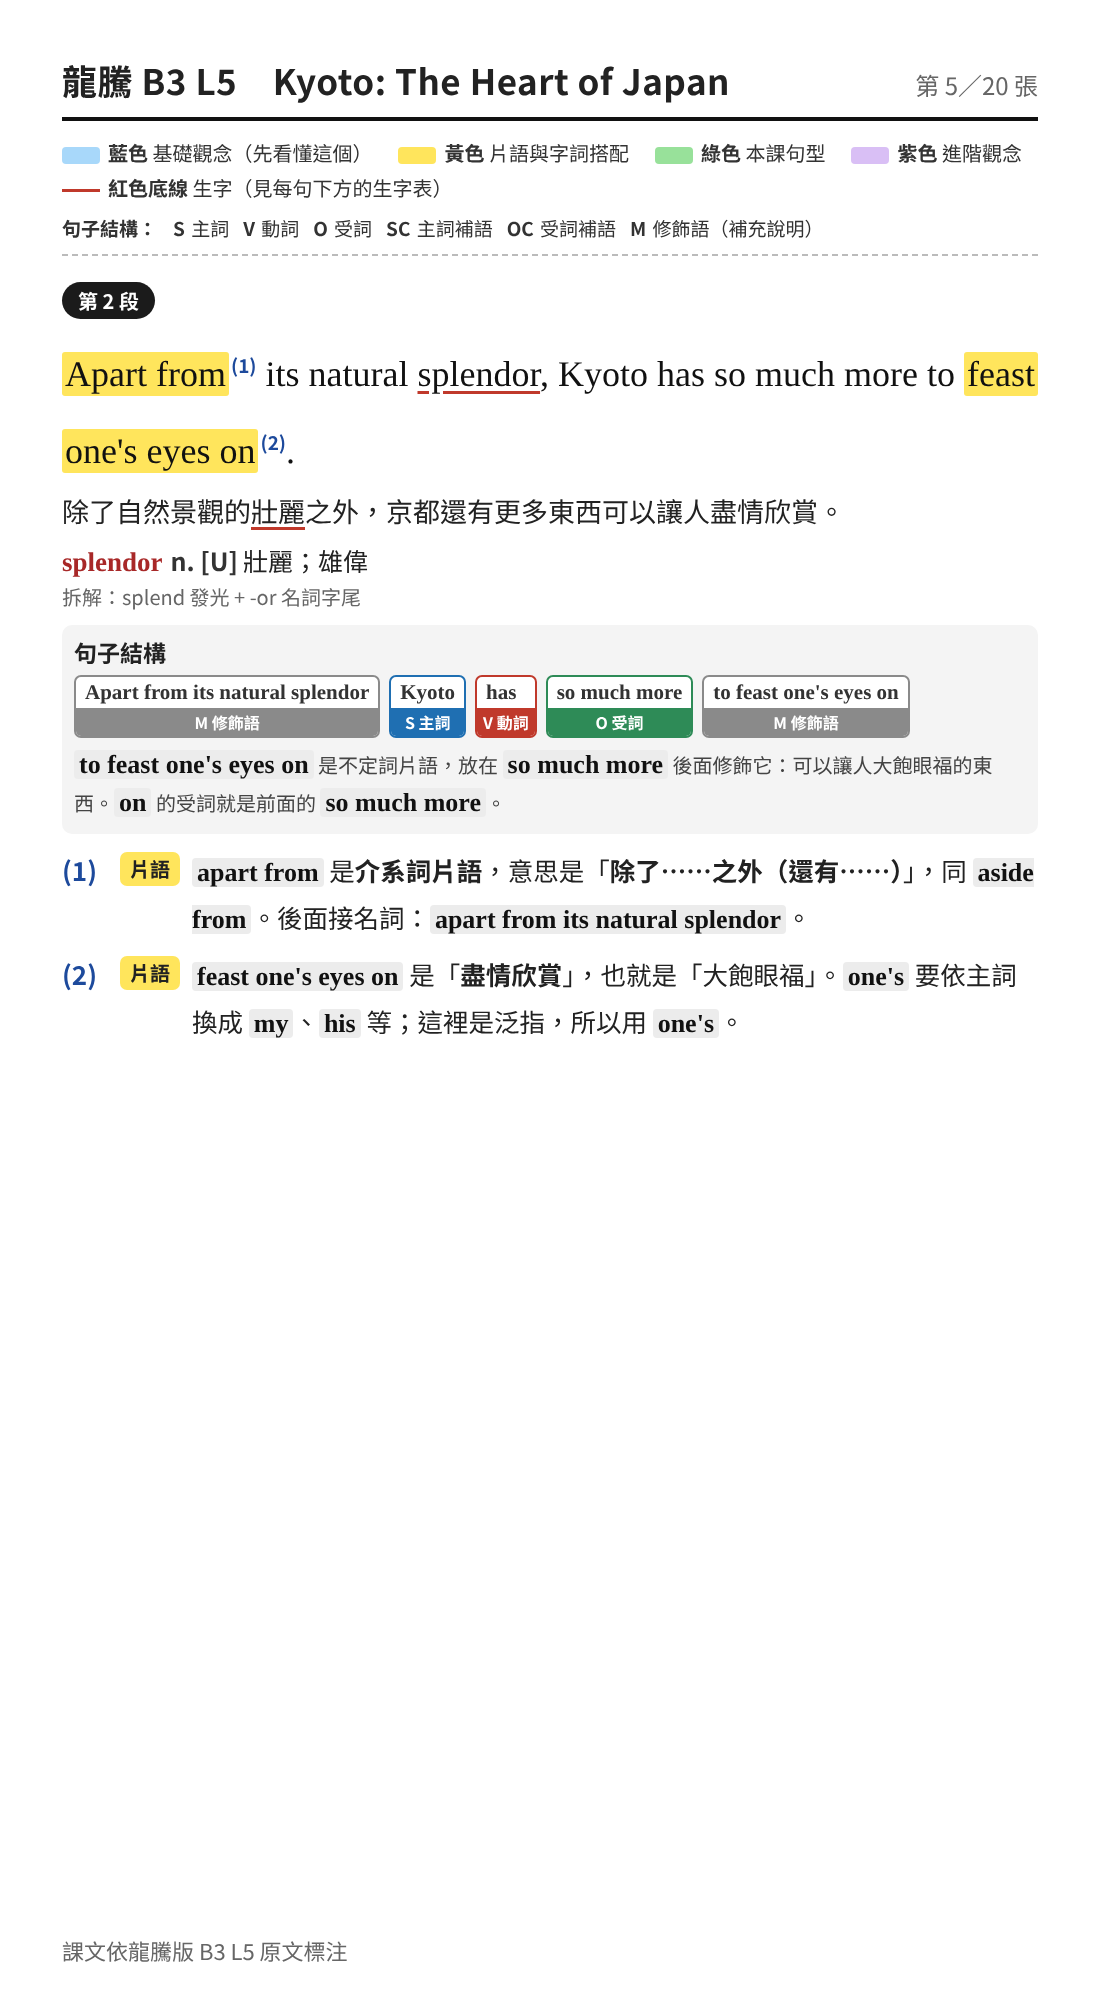 龍騰 B3 L5　Kyoto: The Heart of Japan
第 5／20 張
藍色 基礎觀念（先看懂這個） 黃色 片語與字詞搭配 綠色 本課句型 紫色 進階觀念
紅色底線 生字（見每句下方的生字表）
句子結構： S 主詞 V 動詞 O 受詞 SC 主詞補語 OC 受詞補語 M 修飾語（補充說明）
第 2 段
Apart from(1) its natural splendor, Kyoto has so much more to feast
one's eyes on(2).
除了自然景觀的壯麗之外，京都還有更多東西可以讓人盡情欣賞。
splendor n. [U] 壯麗；雄偉
拆解：splend 發光 + -or 名詞字尾
句子結構
Apart from its natural splendor Kyoto has so much more to feast one's eyes on
M 修飾語 S 主詞 V 動詞 O 受詞 M 修飾語
to feast one's eyes on 是不定詞片語，放在 so much more 後面修飾它：可以讓人大飽眼福的東
西。on 的受詞就是前面的 so much more。
(1) 片語 apart from 是介系詞片語，意思是「除了……之外（還有……）」，同 aside
from。後面接名詞：apart from its natural splendor。
(2) 片語 feast one's eyes on 是「盡情欣賞」，也就是「大飽眼福」。one's 要依主詞
換成 my、his 等；這裡是泛指，所以用 one's。
課文依龍騰版 B3 L5 原文標注